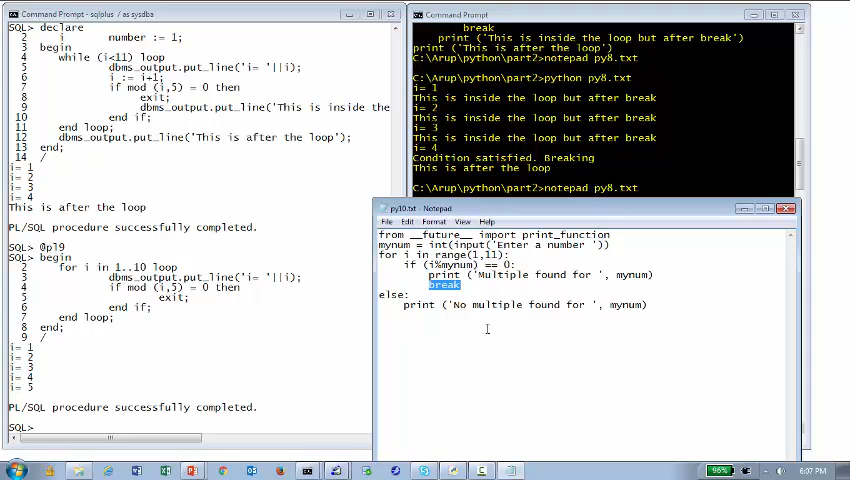 Command Prompt - sqlplus / as sysdba
SQL> declare
2 i number := 1;
3 begin
4 while (i<11) loop
5 dbms_output.put_line('i= '||i);
6 i := i+1;
7 if mod (i,5) = 0 then
8 exit;
9 dbms_output.put_line('This is inside the
10 end if;
11 end loop;
12 dbms_output.put_line('This is after the loop');
13 end;
14 /
i= 1
i= 2
i= 3
i= 4
This is after the loop
PL/SQL procedure successfully completed.
SQL> @pl9
SQL> begin
2 for i in 1..10 loop
3 dbms_output.put_line('i= '||i);
4 if mod (i,5) = 0 then
5 exit;
6 end if;
7 end loop;
8 end;
9 /
i= 1
i= 2
i= 3
i= 4
i= 5
PL/SQL procedure successfully completed.
SQL>
Command Prompt
break
print ('This is inside the loop but after break')
print ('This is after the loop')
C:\Arup\python\part2>notepad py8.txt
C:\Arup\python\part2>python py8.txt
i= 1
This is inside the loop but after break
i= 2
This is inside the loop but after break
i= 3
This is inside the loop but after break
i= 4
Condition satisfied. Breaking
This is after the loop
C:\Arup\python\part2>notepad py8.txt
py10.txt - Notepad
File Edit Format View Help
from __future__ import print_function
mynum = int(input('Enter a number '))
for i in range(1,11):
if (i%mynum) == 0:
print ('Multiple found for ', mynum)
break
else:
print ('No multiple found for ', mynum)
96%
6:07 PM